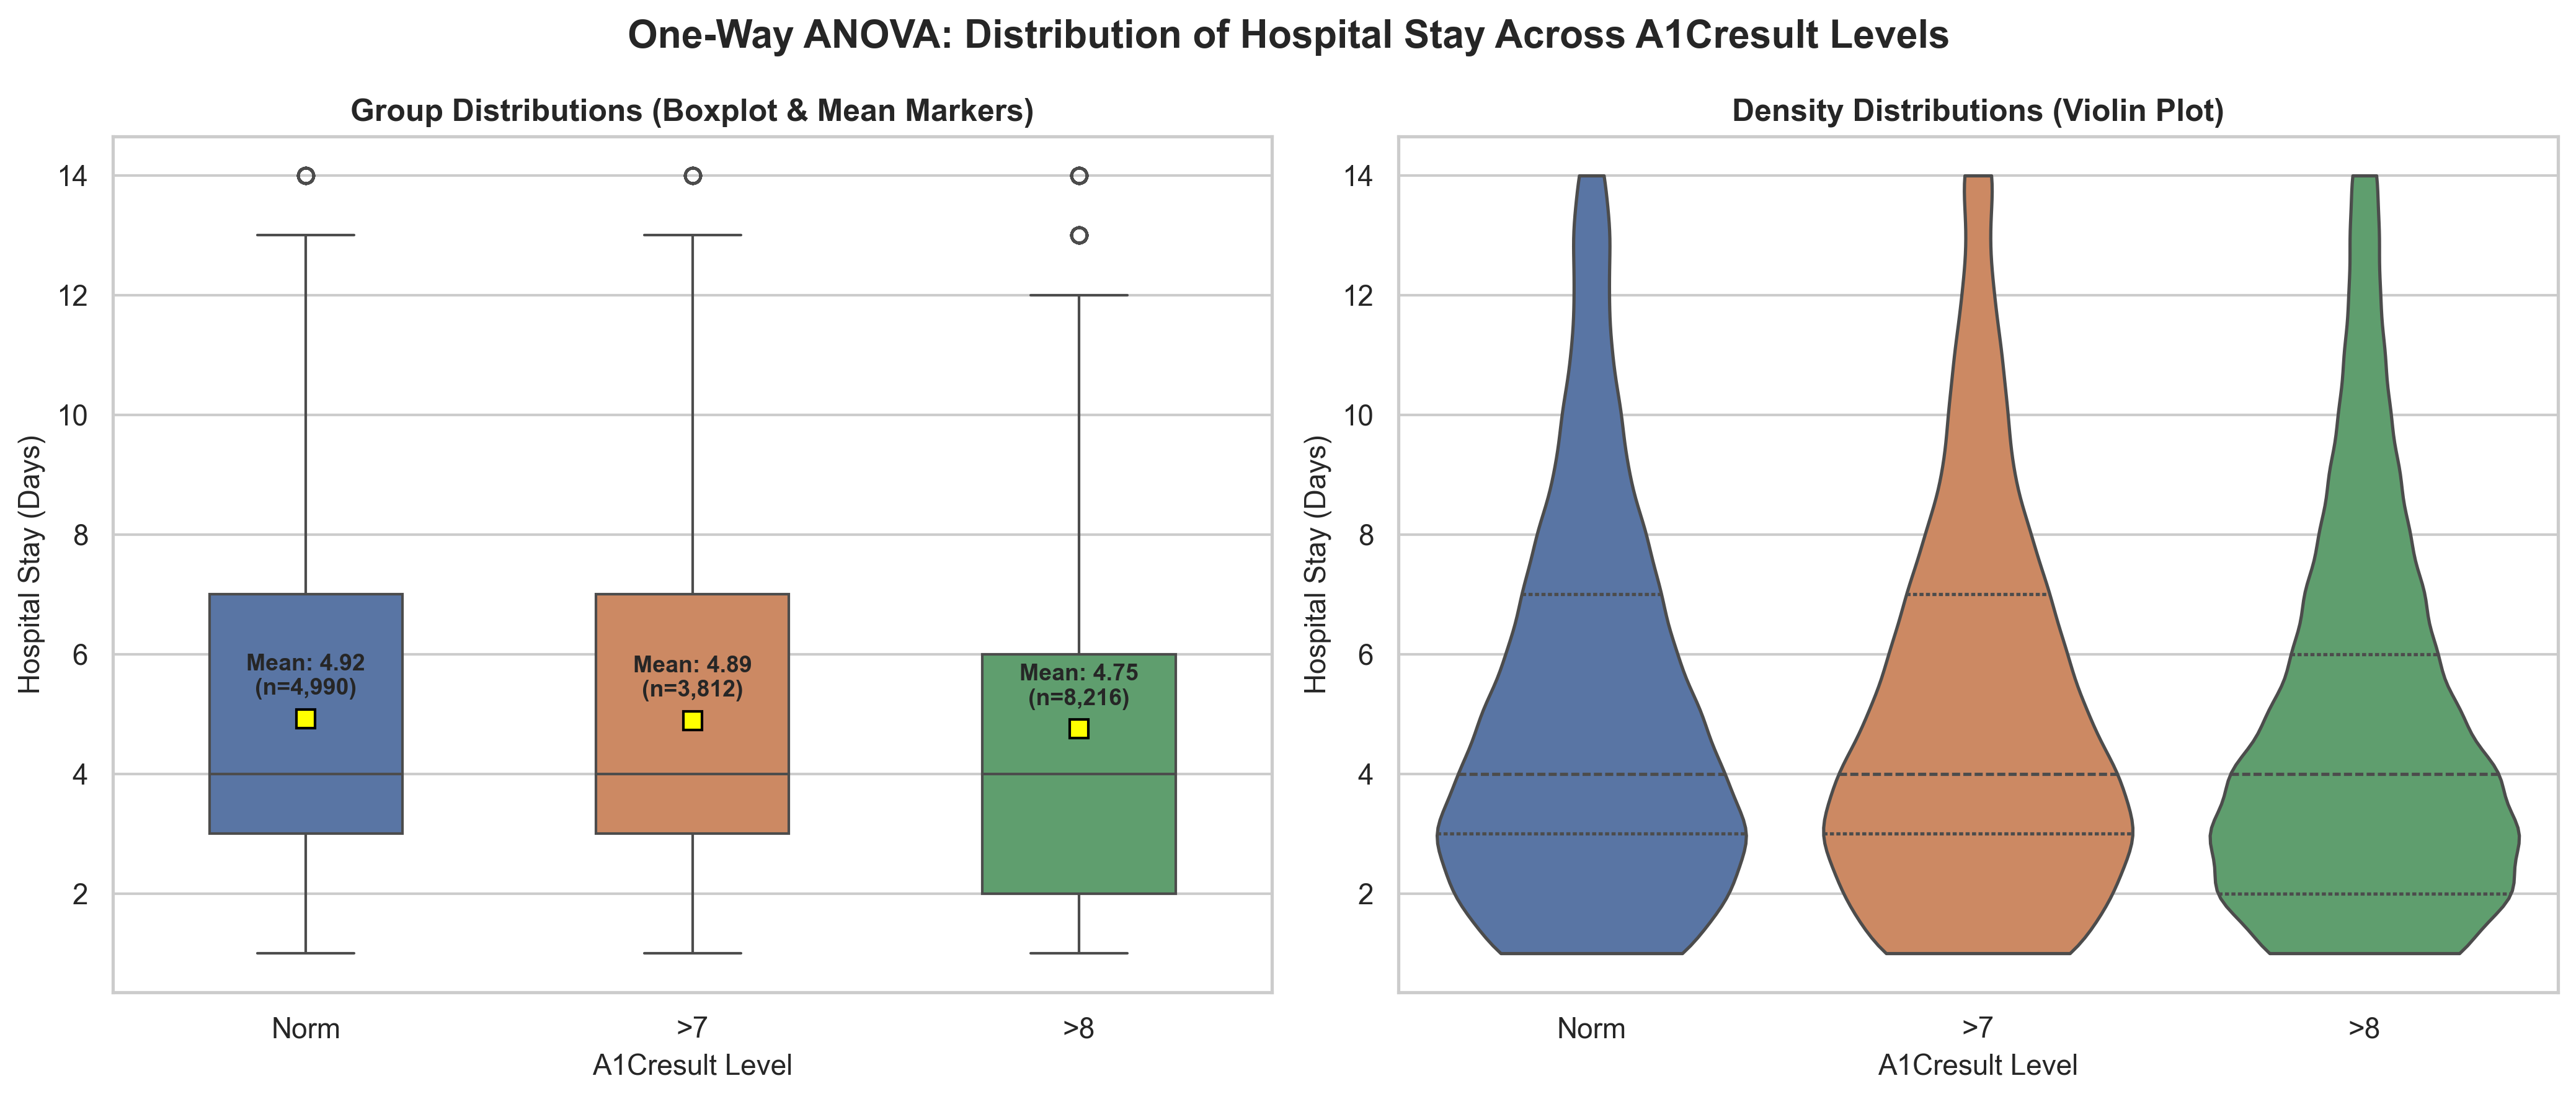 One-Way ANOVA: Distribution of Hospital Stay Across A1Cresult Levels
Group Distributions (Boxplot & Mean Markers)
Hospital Stay (Days)
14
12
10
8
6
4
2
Mean: 4.92
(n=4,990)
Mean: 4.89
(n=3,812)
Mean: 4.75
(n=8,216)
Norm
>7
>8
A1Cresult Level
Density Distributions (Violin Plot)
Hospital Stay (Days)
14
12
10
8
6
4
2
Norm
>7
>8
A1Cresult Level